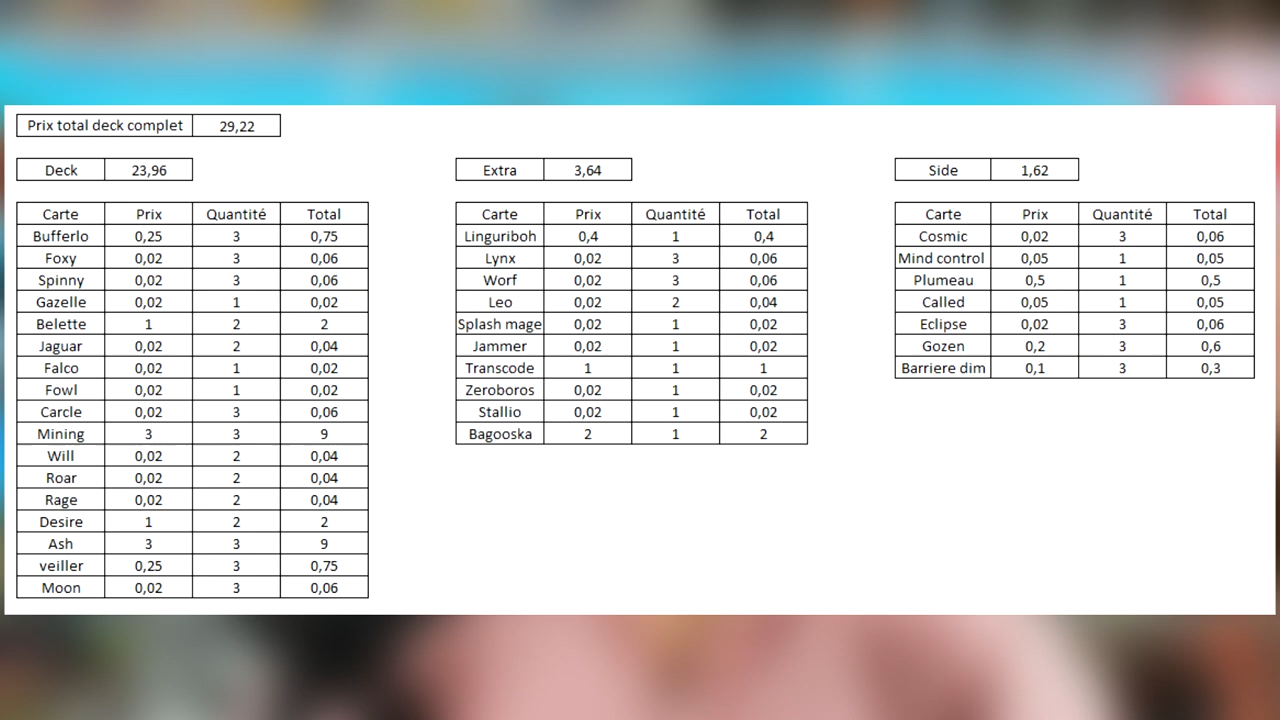 Prix total deck complet 29,22
Deck 23,96
Carte Prix Quantité Total
Bufferlo 0,25 3 0,75
Foxy 0,02 3 0,06
Spinny 0,02 3 0,06
Gazelle 0,02 1 0,02
Belette 1 2 2
Jaguar 0,02 2 0,04
Falco 0,02 1 0,02
Fowl 0,02 1 0,02
Carcle 0,02 3 0,06
Mining 3 3 9
Will 0,02 2 0,04
Roar 0,02 2 0,04
Rage 0,02 2 0,04
Desire 1 2 2
Ash 3 3 9
veiller 0,25 3 0,75
Moon 0,02 3 0,06
Extra 3,64
Carte Prix Quantité Total
Linguriboh 0,4 1 0,4
Lynx 0,02 3 0,06
Worf 0,02 3 0,06
Leo 0,02 2 0,04
Splash mage 0,02 1 0,02
Jammer 0,02 1 0,02
Transcode 1 1 1
Zeroboros 0,02 1 0,02
Stallio 0,02 1 0,02
Bagooska 2 1 2
Side 1,62
Carte Prix Quantité Total
Cosmic 0,02 3 0,06
Mind control 0,05 1 0,05
Plumeau 0,5 1 0,5
Called 0,05 1 0,05
Eclipse 0,02 3 0,06
Gozen 0,2 3 0,6
Barriere dim 0,1 3 0,3